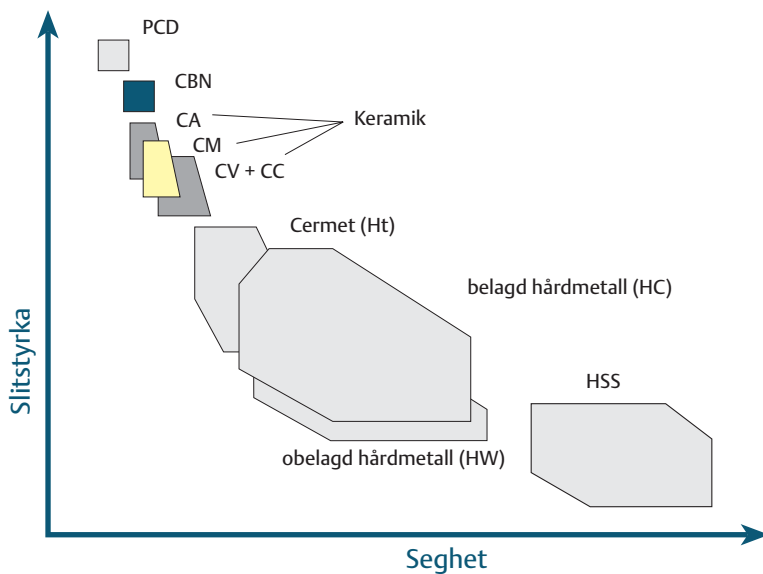 PCD
CBN
CA
Keramik
CM
CV + CC
Cermet (Ht)
belagd hårdmetall (HC)
HSS
obelagd hårdmetall (HW)
Slitstyrka
Seghet